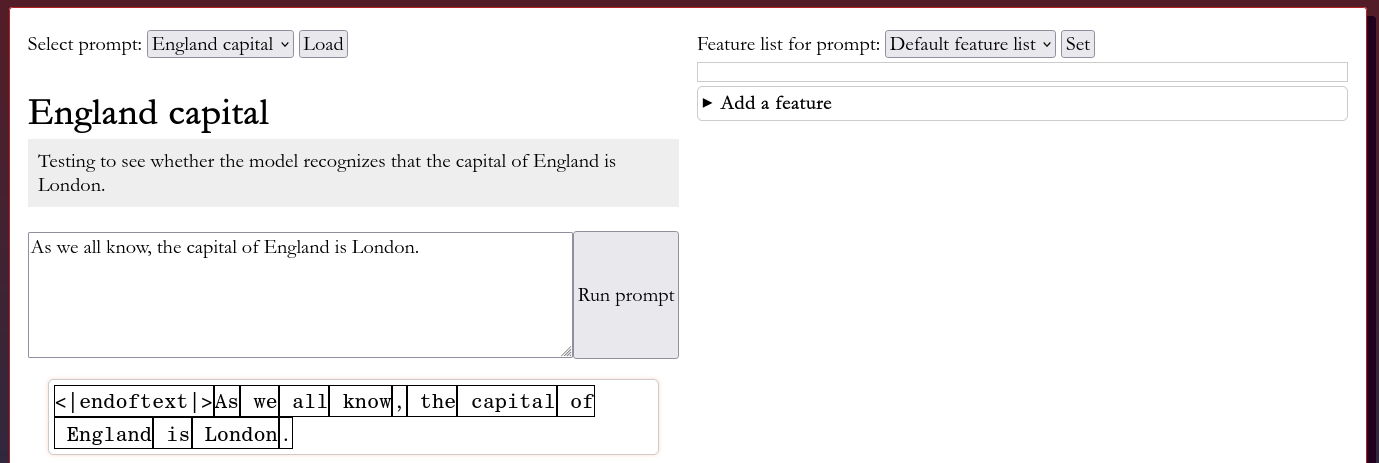 Select prompt: England capital Load
England capital
Testing to see whether the model recognizes that the capital of England is
London.
As we all know, the capital of England is London.
Run prompt
<|endoftext|>As we all know, the capital of
England is London.
Feature list for prompt: Default feature list Set
Add a feature